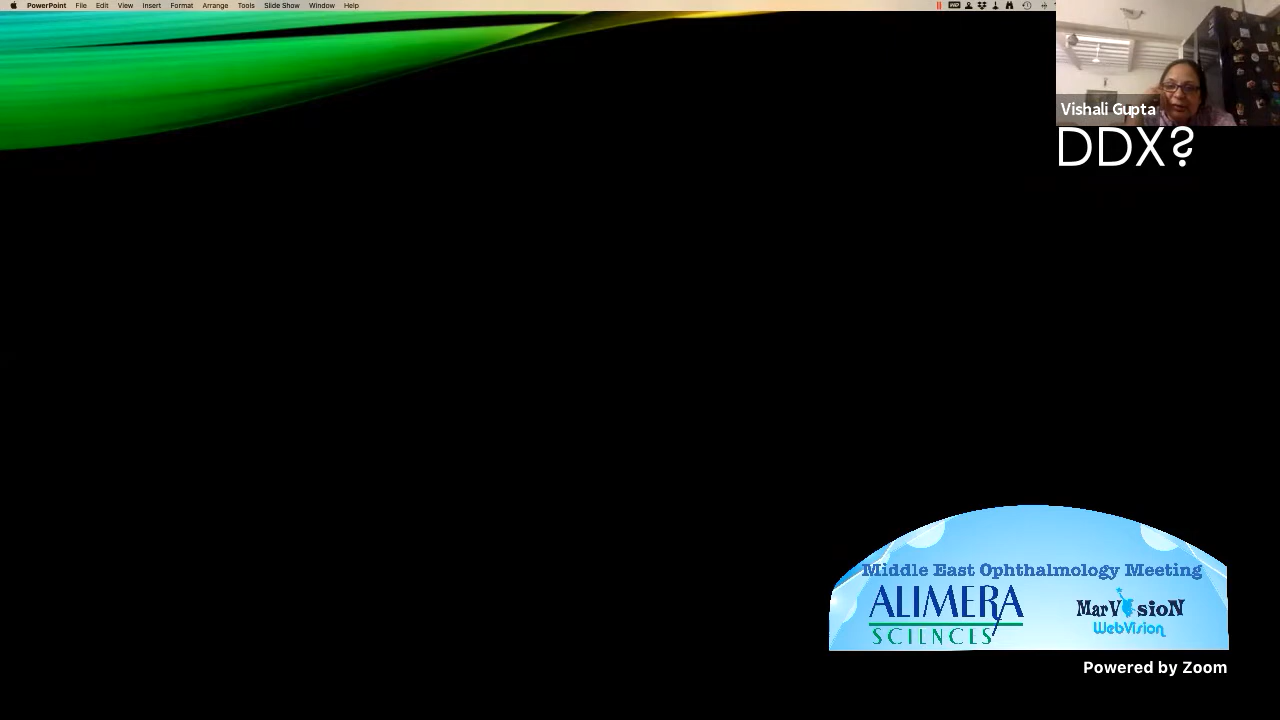 PowerPoint File Edit View Insert Format Arrange Tools Slide Show Window Help
Vishali Gupta
DDX?
Middle East Ophthalmology Meeting
ALIMERA
SCIENCES
MarVisioN
WebVision
Powered by Zoom